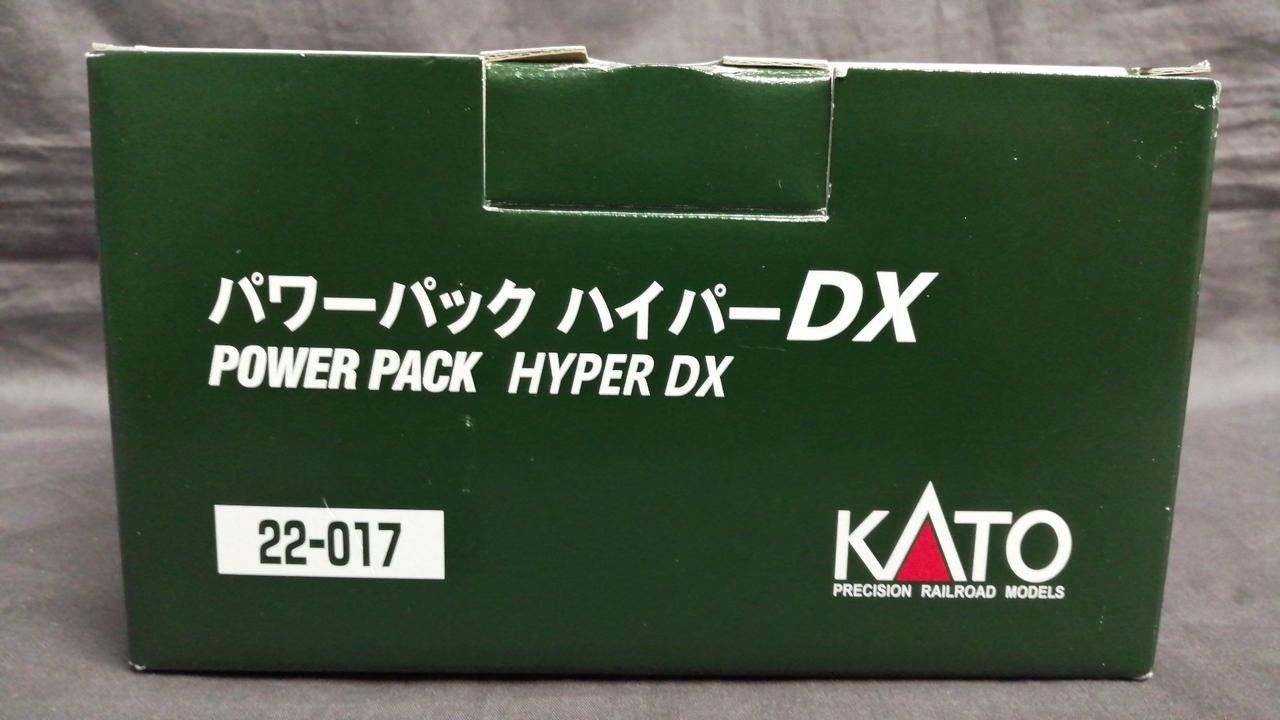 パワーパック ハイパーDX
POWER PACK HYPER DX
22-017
KATO
PRECISION RAILROAD MODELS